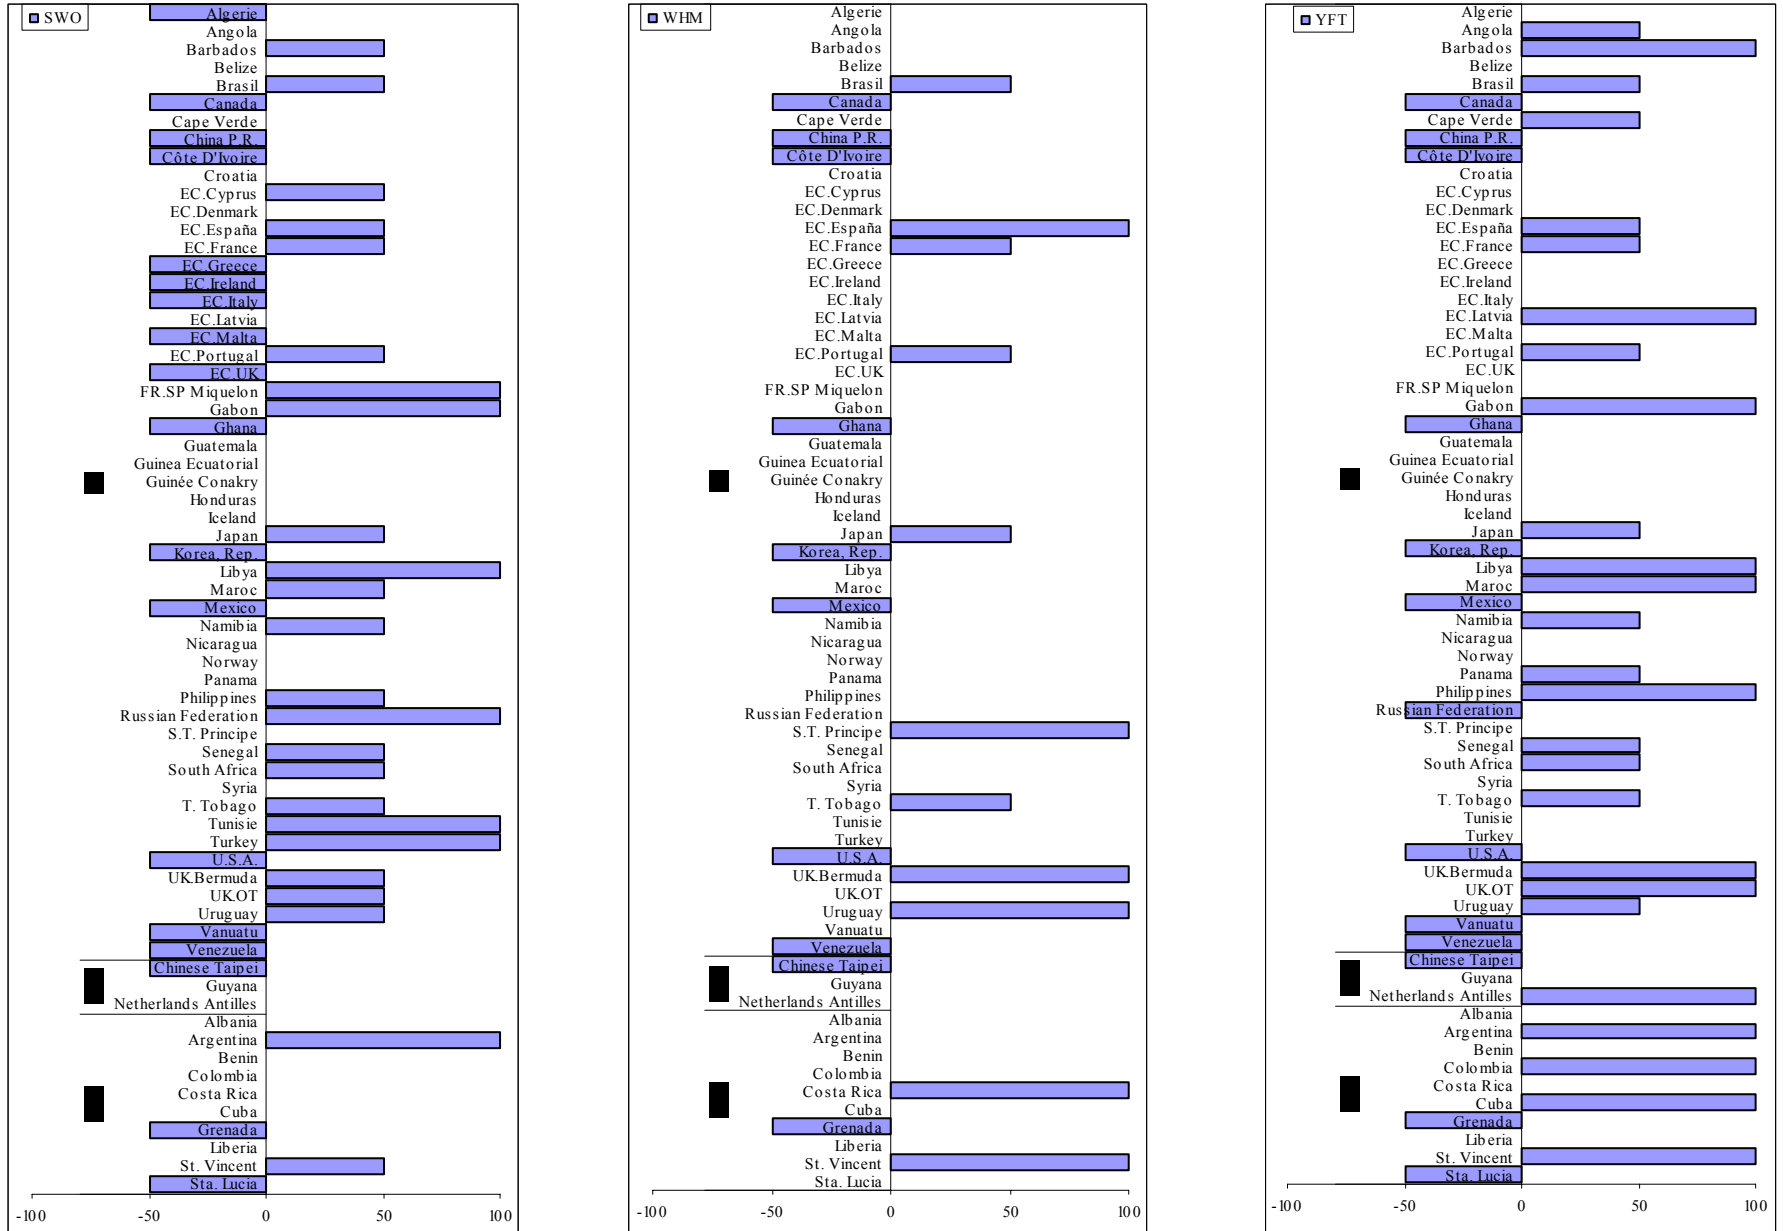 SWO
Algerie
Angola
Barbados
Belize
Brasil
Canada
Cape Verde
China P.R.
Côte D'Ivoire
Croatia
EC.Cyprus
EC.Denmark
EC.España
EC.France
EC.Greece
EC.Ireland
EC.Italy
EC.Latvia
EC.Malta
EC.Portugal
EC.UK
FR.SP Miquelon
Gabon
Ghana
Guatemala
Guinea Ecuatorial
Guinée Conakry
Honduras
Iceland
Japan
Korea, Rep.
Libya
Maroc
Mexico
Namibia
Nicaragua
Norway
Panama
Philippines
Russian Federation
S.T. Principe
Senegal
South Africa
Syria
T. Tobago
Tunisie
Turkey
U.S.A.
UK.Bermuda
UK.OT
Uruguay
Vanuatu
Venezuela
Chinese Taipei
Guyana
Netherlands Antilles
Albania
Argentina
Benin
Colombia
Costa Rica
Cuba
Grenada
Liberia
St. Vincent
Sta. Lucia
-100 -50 0 50 100
WHM
Algerie
Angola
Barbados
Belize
Brasil
Canada
Cape Verde
China P.R.
Côte D'Ivoire
Croatia
EC.Cyprus
EC.Denmark
EC.España
EC.France
EC.Greece
EC.Ireland
EC.Italy
EC.Latvia
EC.Malta
EC.Portugal
EC.UK
FR.SP Miquelon
Gabon
Ghana
Guatemala
Guinea Ecuatorial
Guinée Conakry
Honduras
Iceland
Japan
Korea, Rep.
Libya
Maroc
Mexico
Namibia
Nicaragua
Norway
Panama
Philippines
Russian Federation
S.T. Principe
Senegal
South Africa
Syria
T. Tobago
Tunisie
Turkey
U.S.A.
UK.Bermuda
UK.OT
Uruguay
Vanuatu
Venezuela
Chinese Taipei
Guyana
Netherlands Antilles
Albania
Argentina
Benin
Colombia
Costa Rica
Cuba
Grenada
Liberia
St. Vincent
Sta. Lucia
-100 -50 0 50 100
YFT
Algerie
Angola
Barbados
Belize
Brasil
Canada
Cape Verde
China P.R.
Côte D'Ivoire
Croatia
EC.Cyprus
EC.Denmark
EC.España
EC.France
EC.Greece
EC.Ireland
EC.Italy
EC.Latvia
EC.Malta
EC.Portugal
EC.UK
FR.SP Miquelon
Gabon
Ghana
Guatemala
Guinea Ecuatorial
Guinée Conakry
Honduras
Iceland
Japan
Korea, Rep.
Libya
Maroc
Mexico
Namibia
Nicaragua
Norway
Panama
Philippines
Russian Federation
S.T. Principe
Senegal
South Africa
Syria
T. Tobago
Tunisie
Turkey
U.S.A.
UK.Bermuda
UK.OT
Uruguay
Vanuatu
Venezuela
Chinese Taipei
Guyana
Netherlands Antilles
Albania
Argentina
Benin
Colombia
Costa Rica
Cuba
Grenada
Liberia
St. Vincent
Sta. Lucia
-100 -50 0 50 100